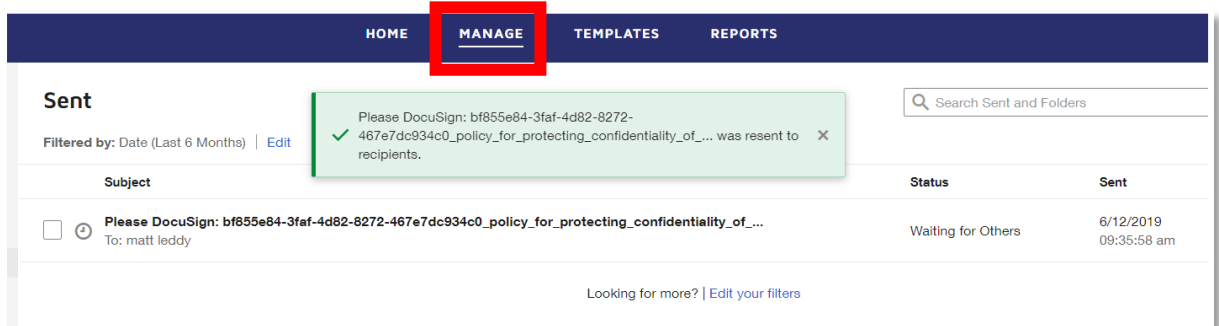 HOME MANAGE TEMPLATES REPORTS
Sent
Search Sent and Folders
Please DocuSign: bf855e84-3faf-4d82-8272-
467e7dc934c0_policy_for_protecting_confidentiality_of_... was resent to
recipients.
Filtered by: Date (Last 6 Months) | Edit
Subject Status Sent
Please DocuSign: bf855e84-3faf-4d82-8272-467e7dc934c0_policy_for_protecting_confidentiality_of_...
To: matt leddy
Waiting for Others
6/12/2019
09:35:58 am
Looking for more? | Edit your filters